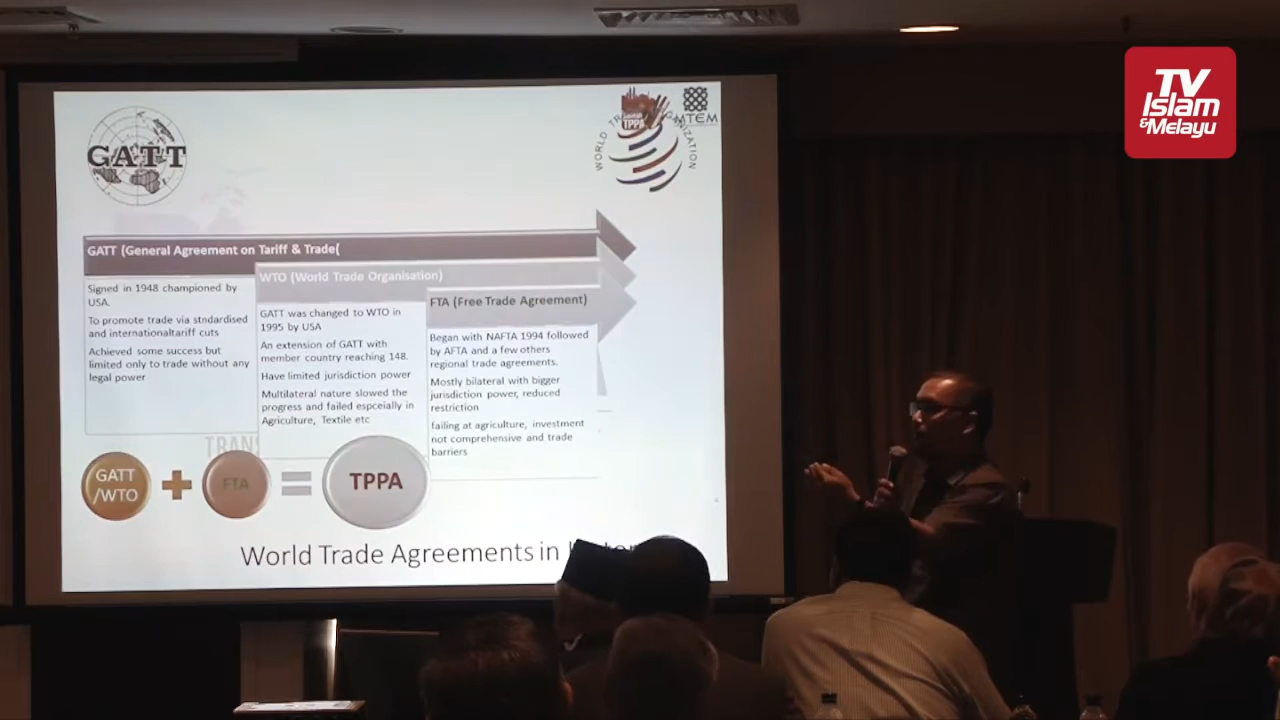 TV
Islam
&Melayu
GATT
WORLD TRADE ORGANIZATION
TPPA
MTEM
GATT (General Agreement on Tariff & Trade(
Signed in 1948 championed by
USA.
To promote trade via stndardised
and internationaltariff cuts
Achieved some success but
limited only to trade without any
legal power
WTO (World Trade Organisation)
GATT was changed to WTO in
1995 by USA
An extension of GATT with
member country reaching 148.
Have limited jurisdiction power
Multilateral nature slowed the
progress and failed espceially in
Agriculture, Textile etc
FTA (Free Trade Agreement)
Began with NAFTA 1994 followed
by AFTA and a few others
regional trade agreements.
Mostly bilateral with bigger
jurisdiction power, reduced
restriction
failing at agriculture, investment
not comprehensive and trade
barriers
TRANS
GATT
/WTO
+
FTA
=
TPPA
World Trade Agreements in